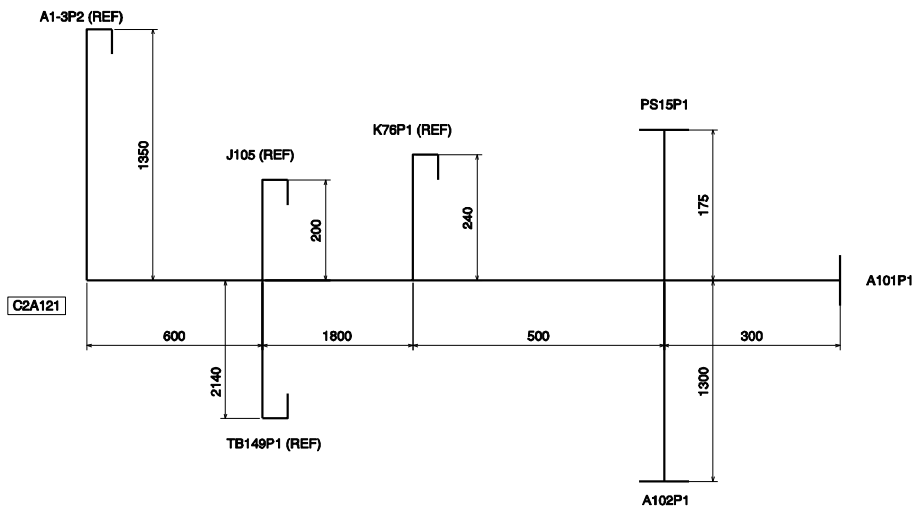 A1-3P2 (REF)
PS15P1
K76P1 (REF)
J105 (REF)
1350
200
240
175
A101P1
C2A121
600
1800
500
300
2140
1300
TB149P1 (REF)
A102P1